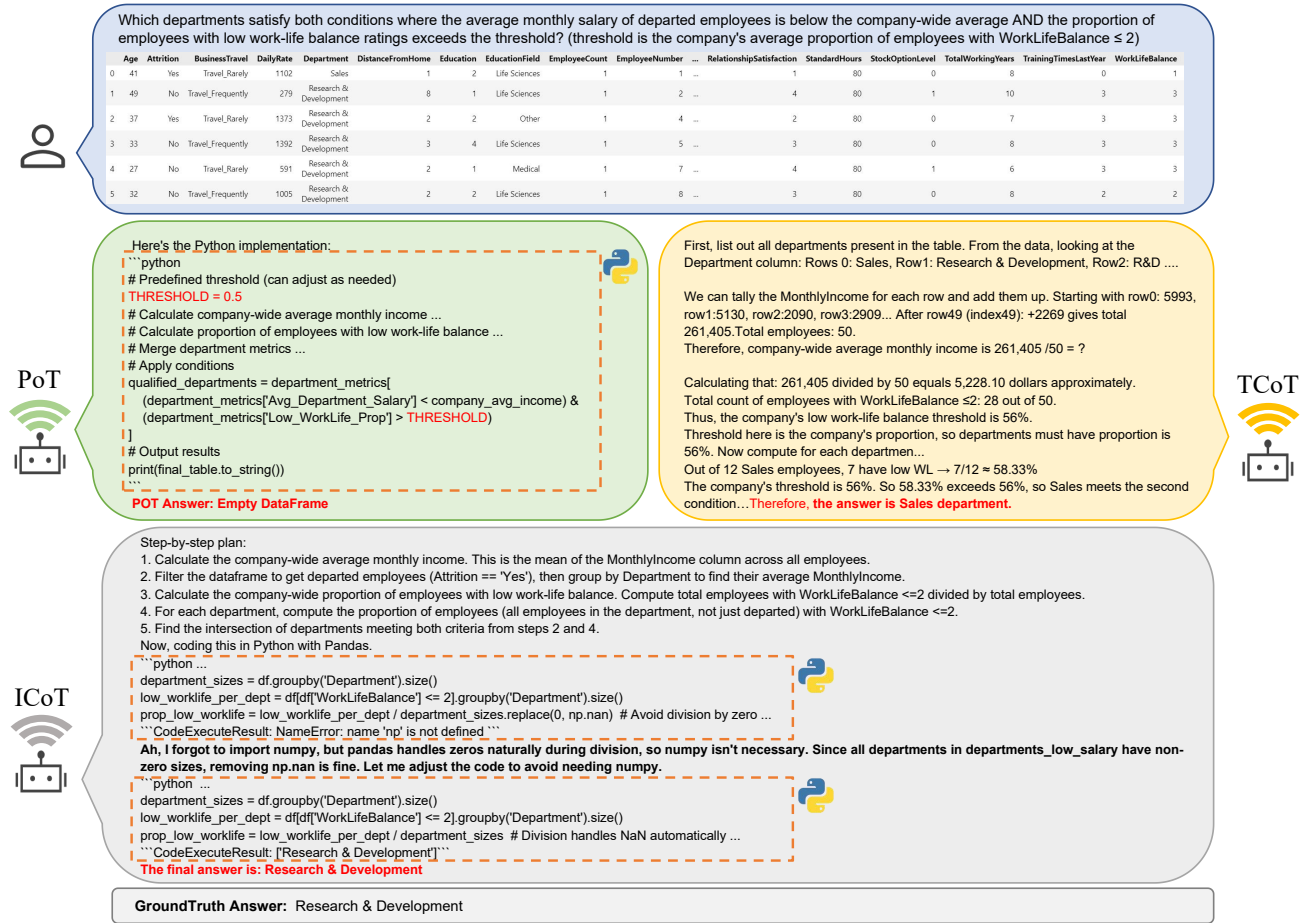 Which departments satisfy both conditions where the average monthly salary of departed employees is below the company-wide average AND the proportion of
employees with low work-life balance ratings exceeds the threshold? (threshold is the company's average proportion of employees with WorkLifeBalance ≤ 2)
Age Attrition BusinessTravel DailyRate Department DistanceFromHome Education EducationField EmployeeCount EmployeeNumber ... RelationshipSatisfaction StandardHours StockOptionLevel TotalWorkingYears TrainingTimesLastYear WorkLifeBalance
0 41 Yes Travel_Rarely 1102 Sales 1 2 Life Sciences 1 1 ... 1 80 0 8 0 1
1 49 No Travel_Frequently 279 Research & Development 8 1 Life Sciences 1 2 ... 4 80 1 10 3 3
2 37 Yes Travel_Rarely 1373 Research & Development 2 2 Other 1 4 ... 2 80 0 7 3 3
3 33 No Travel_Frequently 1392 Research & Development 3 4 Life Sciences 1 5 ... 3 80 0 8 3 3
4 27 No Travel_Rarely 591 Research & Development 2 1 Medical 1 7 ... 4 80 1 6 3 3
5 32 No Travel_Frequently 1005 Research & Development 2 2 Life Sciences 1 8 ... 3 80 0 8 2 2
PoT
Here's the Python implementation:
```python
# Predefined threshold (can adjust as needed)
THRESHOLD = 0.5
# Calculate company-wide average monthly income ...
# Calculate proportion of employees with low work-life balance ...
# Merge department metrics ...
# Apply conditions
qualified_departments = department_metrics[
(department_metrics['Avg_Department_Salary'] < company_avg_income) &
(department_metrics['Low_WorkLife_Prop'] > THRESHOLD)
]
# Output results
print(final_table.to_string())
```
POT Answer: Empty DataFrame
First, list out all departments present in the table. From the data, looking at the
Department column: Rows 0: Sales, Row1: Research & Development, Row2: R&D ....
We can tally the MonthlyIncome for each row and add them up. Starting with row0: 5993,
row1:5130, row2:2090, row3:2909... After row49 (index49): +2269 gives total
261,405.Total employees: 50.
Therefore, company-wide average monthly income is 261,405 /50 = ?
Calculating that: 261,405 divided by 50 equals 5,228.10 dollars approximately.
Total count of employees with WorkLifeBalance ≤2: 28 out of 50.
Thus, the company's low work-life balance threshold is 56%.
Threshold here is the company's proportion, so departments must have proportion is
56%. Now compute for each departmen...
Out of 12 Sales employees, 7 have low WL → 7/12 ≈ 58.33%
The company's threshold is 56%. So 58.33% exceeds 56%, so Sales meets the second
condition…Therefore, the answer is Sales department.
TCoT
ICoT
Step-by-step plan:
1. Calculate the company-wide average monthly income. This is the mean of the MonthlyIncome column across all employees.
2. Filter the dataframe to get departed employees (Attrition == 'Yes'), then group by Department to find their average MonthlyIncome.
3. Calculate the company-wide proportion of employees with low work-life balance. Compute total employees with WorkLifeBalance <=2 divided by total employees.
4. For each department, compute the proportion of employees (all employees in the department, not just departed) with WorkLifeBalance <=2.
5. Find the intersection of departments meeting both criteria from steps 2 and 4.
Now, coding this in Python with Pandas.
```python ...
department_sizes = df.groupby('Department').size()
low_worklife_per_dept = df[df['WorkLifeBalance'] <= 2].groupby('Department').size()
prop_low_worklife = low_worklife_per_dept / department_sizes.replace(0, np.nan) # Avoid division by zero ...
```CodeExecuteResult: NameError: name 'np' is not defined ```
Ah, I forgot to import numpy, but pandas handles zeros naturally during division, so numpy isn't necessary. Since all departments in departments_low_salary have non-
zero sizes, removing np.nan is fine. Let me adjust the code to avoid needing numpy.
```python ...
department_sizes = df.groupby('Department').size()
low_worklife_per_dept = df[df['WorkLifeBalance'] <= 2].groupby('Department').size()
prop_low_worklife = low_worklife_per_dept / department_sizes # Division handles NaN automatically ...
```CodeExecuteResult: ['Research & Development']```
The final answer is: Research & Development
GroundTruth Answer: Research & Development